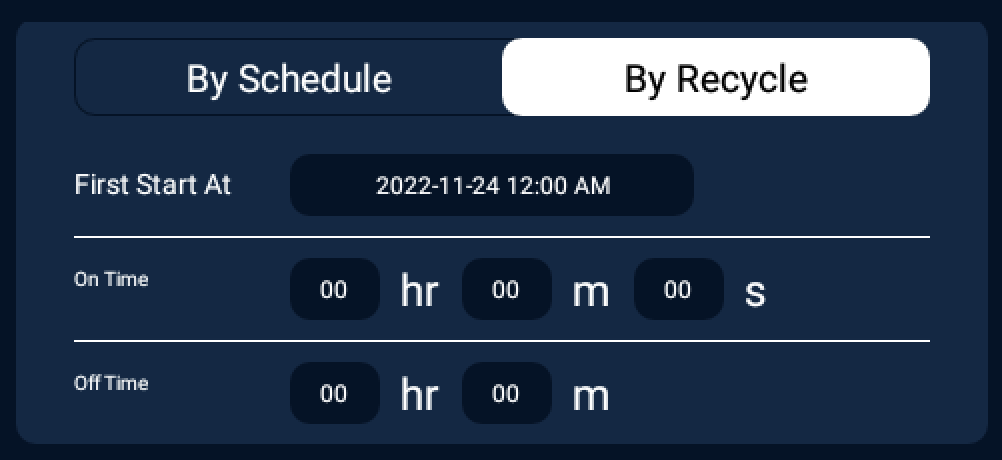 By Schedule By Recycle
First Start At 2022-11-24 12:00 AM
On Time 00 hr 00 m 00 s
Off Time 00 hr 00 m